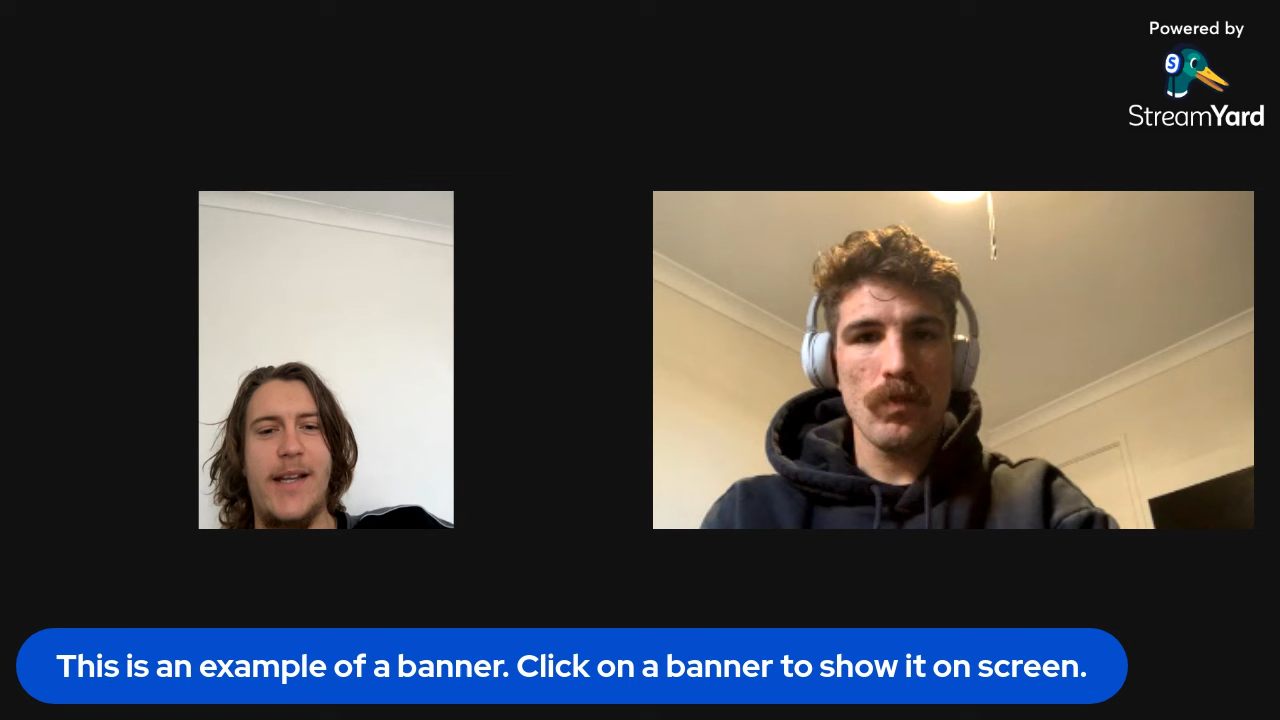 Powered by
S
StreamYard
This is an example of a banner. Click on a banner to show it on screen.